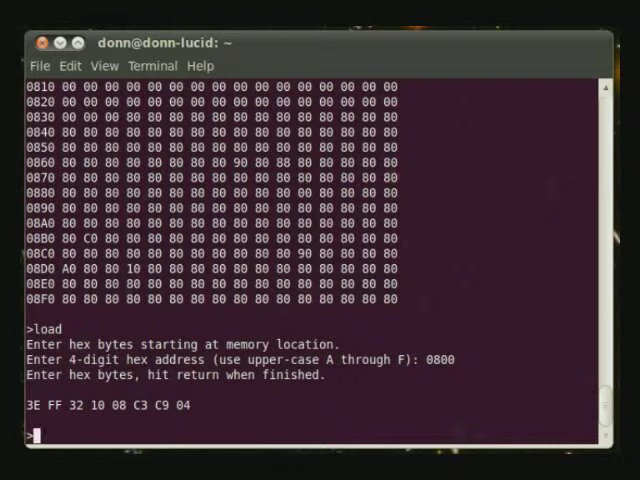 donn@donn-lucid: ~
File Edit View Terminal Help
0810 00 00 00 00 00 00 00 00 00 00 00 00 00 00 00 00
0820 00 00 00 00 00 00 00 00 00 00 00 00 00 00 00 00
0830 00 00 00 80 80 80 80 80 80 80 80 80 80 80 80 80
0840 80 80 80 80 80 80 80 80 80 80 80 80 80 80 80 80
0850 80 80 80 80 80 80 80 80 80 80 80 80 80 80 80 80
0860 80 80 80 80 80 80 80 80 90 80 88 80 80 80 80 80
0870 80 80 80 80 80 80 80 80 80 80 80 80 80 80 80 80
0880 80 80 80 80 80 80 80 80 80 80 80 00 80 80 80 80
0890 80 80 80 80 80 80 80 80 80 80 80 80 80 80 80 80
08A0 80 80 80 80 80 80 80 80 80 80 80 80 80 80 80 80
08B0 80 C0 80 80 80 80 80 80 80 80 80 80 80 80 80 80
08C0 80 80 80 80 80 80 80 80 80 80 80 90 80 80 80 80
08D0 A0 80 80 10 80 80 80 80 80 80 80 80 80 80 80 80
08E0 80 80 80 80 80 80 80 80 80 80 80 80 80 80 80 80
08F0 80 80 80 80 80 80 80 80 80 80 80 80 80 80 80 80
>load
Enter hex bytes starting at memory location.
Enter 4-digit hex address (use upper-case A through F): 0800
Enter hex bytes, hit return when finished.
3E FF 32 10 08 C3 C9 04
>